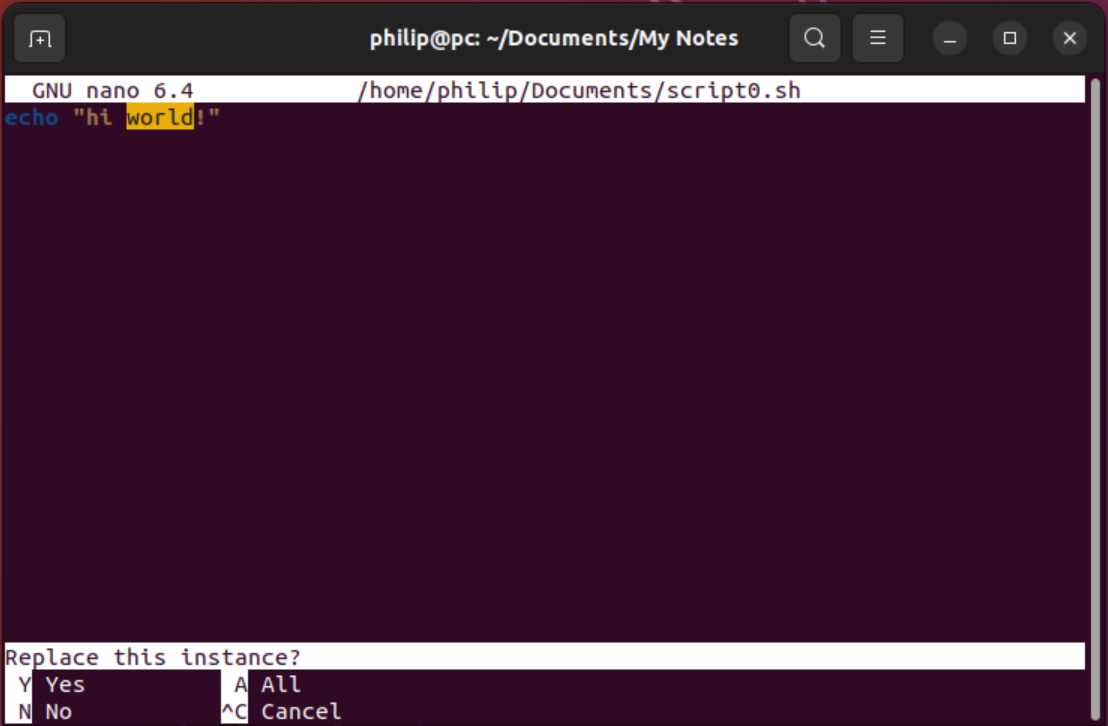 philip@pc: ~/Documents/My Notes
GNU nano 6.4 /home/philip/Documents/script0.sh
echo "hi world!"
Replace this instance?
Y Yes A All
N No ^C Cancel